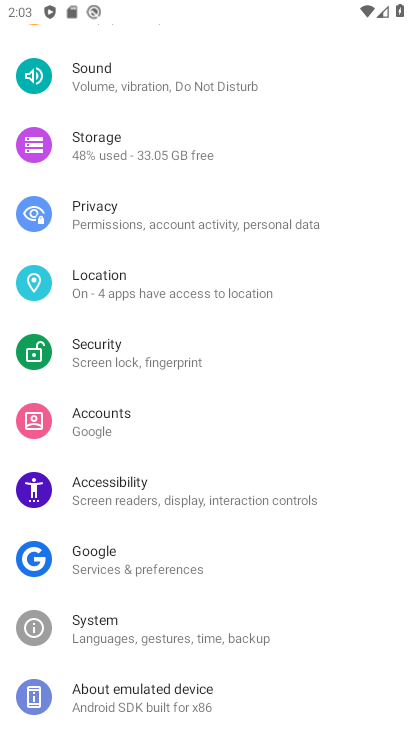 2:03
Sound
Volume, vibration, Do Not Disturb
Storage
48% used - 33.05 GB free
Privacy
Permissions, account activity, personal data
Location
On - 4 apps have access to location
Security
Screen lock, fingerprint
Accounts
Google
Accessibility
Screen readers, display, interaction controls
Google
Services & preferences
System
Languages, gestures, time, backup
About emulated device
Android SDK built for x86